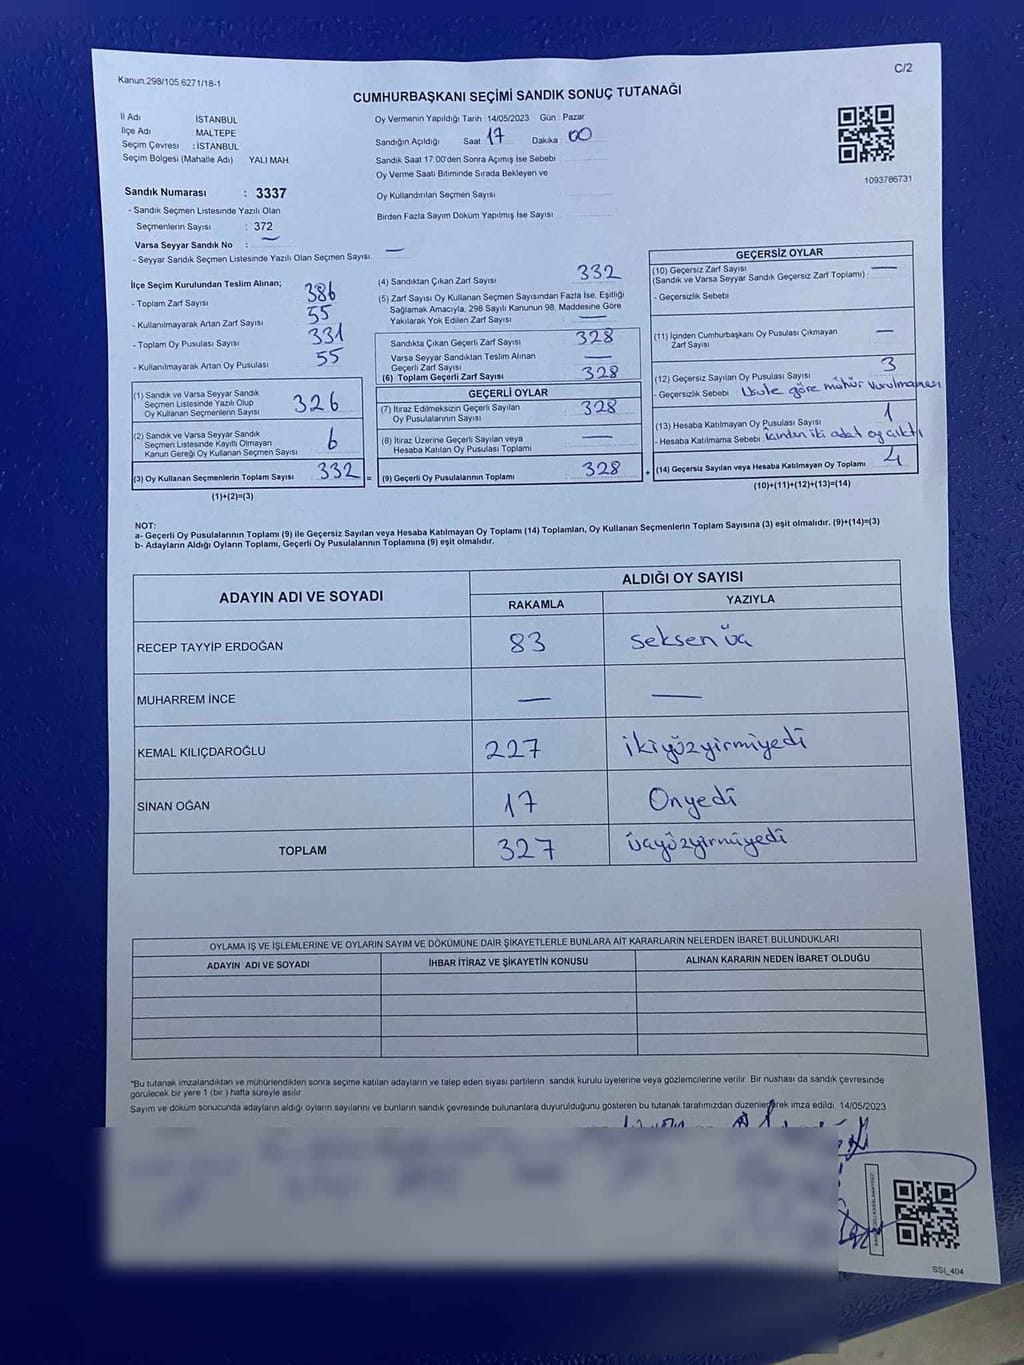 Kanun:298/105 6271/18-1
C/2
CUMHURBAŞKANI SEÇİMİ SANDIK SONUÇ TUTANAĞI
İl Adı İSTANBUL
İlçe Adı MALTEPE
Seçim Çevresi : İSTANBUL
Seçim Bölgesi (Mahalle Adı) YALI MAH
Sandık Numarası : 3337
- Sandık Seçmen Listesinde Yazılı Olan
Seçmenlerin Sayısı : 372
Varsa Seyyar Sandık No : —
- Seyyar Sandık Seçmen Listesinde Yazılı Olan Seçmen Sayısı. —
Oy Vermenin Yapıldığı Tarih : 14/05/2023 Gün : Pazar
Sandığın Açıldığı Saat 17 Dakika 00
Sandık Saat 17 00'den Sonra Açımış İse Sebebi
Oy Verme Saati Bitiminde Sırada Bekleyen ve
Oy Kullandırılan Seçmen Sayısı
Birden Fazla Sayım Döküm Yapılmış İse Sayısı
1093786731
İlçe Seçim Kurulundan Teslim Alınan;
- Toplam Zarf Sayısı 386
- Kullanılmayarak Artan Zarf Sayısı 55
- Toplam Oy Pusulası Sayısı 331
- Kullanılmayarak Artan Oy Pusulası 55
(1) Sandık ve Varsa Seyyar Sandık
Seçmen Listesinde Yazılı Olup
Oy Kullanan Seçmenlerin Sayısı 326
(2) Sandık ve Varsa Seyyar Sandık
Seçmen Listesinde Kayıtlı Olmayan
Kanun Gereği Oy Kullanan Seçmen Sayısı 6
(3) Oy Kullanan Seçmenlerin Toplam Sayısı 332 =
(1)+(2)=(3)
(4) Sandıktan Çıkan Zarf Sayısı 332
(5) Zarf Sayısı Oy Kullanan Seçmen Sayısından Fazla İse, Eşitliği
Sağlamak Amacıyla; 298 Sayılı Kanunun 98. Maddesine Göre
Yakılarak Yok Edilen Zarf Sayısı —
Sandıkta Çıkan Geçerli Zarf Sayısı 328
Varsa Seyyar Sandıktan Teslim Alınan
Geçerli Zarf Sayısı —
(6) Toplam Geçerli Zarf Sayısı 328
GEÇERLİ OYLAR
(7) İtiraz Edilmeksizin Geçerli Sayılan
Oy Pusulalarının Sayısı 328
(8) İtiraz Üzerine Geçerli Sayılan veya
Hesaba Katılan Oy Pusulası Toplamı —
(9) Geçerli Oy Pusulalarının Toplamı 328 +
GEÇERSİZ OYLAR
(10) Geçersiz Zarf Sayısı —
(Sandık ve Varsa Seyyar Sandık Geçersiz Zarf Toplamı) :
- Geçersizlik Sebebi
(11) İçinden Cumhurbaşkanı Oy Pusulası Çıkmayan
Zarf Sayısı —
(12) Geçersiz Sayılan Oy Pusulası Sayısı 3
- Geçersizlik Sebebi Usule göre mühür vurulmaması
(13) Hesaba Katılmayan Oy Pusulası Sayısı 1
- Hesaba Katılmama Sebebi İçinden iki adet oy çıktı
(14) Geçersiz Sayılan veya Hesaba Katılmayan Oy Toplamı 4
(10)+(11)+(12)+(13)=(14)
NOT:
a- Geçerli Oy Pusulalarının Toplamı (9) ile Geçersiz Sayılan veya Hesaba Katılmayan Oy Toplamı (14) Toplamları, Oy Kullanan Seçmenlerin Toplam Sayısına (3) eşit olmalıdır. (9)+(14)=(3)
b- Adayların Aldığı Oyların Toplamı, Geçerli Oy Pusulalarının Toplamına (9) eşit olmalıdır.
ADAYIN ADI VE SOYADI
ALDIĞI OY SAYISI
RAKAMLA YAZIYLA
RECEP TAYYİP ERDOĞAN 83 Seksen üç
MUHARREM İNCE — —
KEMAL KILIÇDAROĞLU 227 ikiyüzyirmiyedi
SİNAN OĞAN 17 Onyedi
TOPLAM 327 üçyüzyirmiyedi
OYLAMA İŞ VE İŞLEMLERİNE VE OYLARIN SAYIM VE DÖKÜMÜNE DAİR ŞİKAYETLERLE BUNLARA AİT KARARLARIN NELERDEN İBARET BULUNDUKLARI
ADAYIN ADI VE SOYADI İHBAR İTİRAZ VE ŞİKAYETİN KONUSU ALINAN KARARIN NEDEN İBARET OLDUĞU
*Bu tutanak imzalandıktan ve mühürlendikten sonra seçime katılan adayların ve talep eden siyasi partilerin sandık kurulu üyelerine veya gözlemcilerine verilir Bir nüshası da sandık çevresinde
görülecek bir yere 1 (bir ) hafta süreyle asılır
Sayım ve döküm sonucunda adayların aldığı oyların sayılarını ve bunların sandık çevresinde bulunanlara duyurulduğunu gösteren bu tutanak tarafımızdan düzenlenerek imza edildi. 14/05/2023
SSI_404